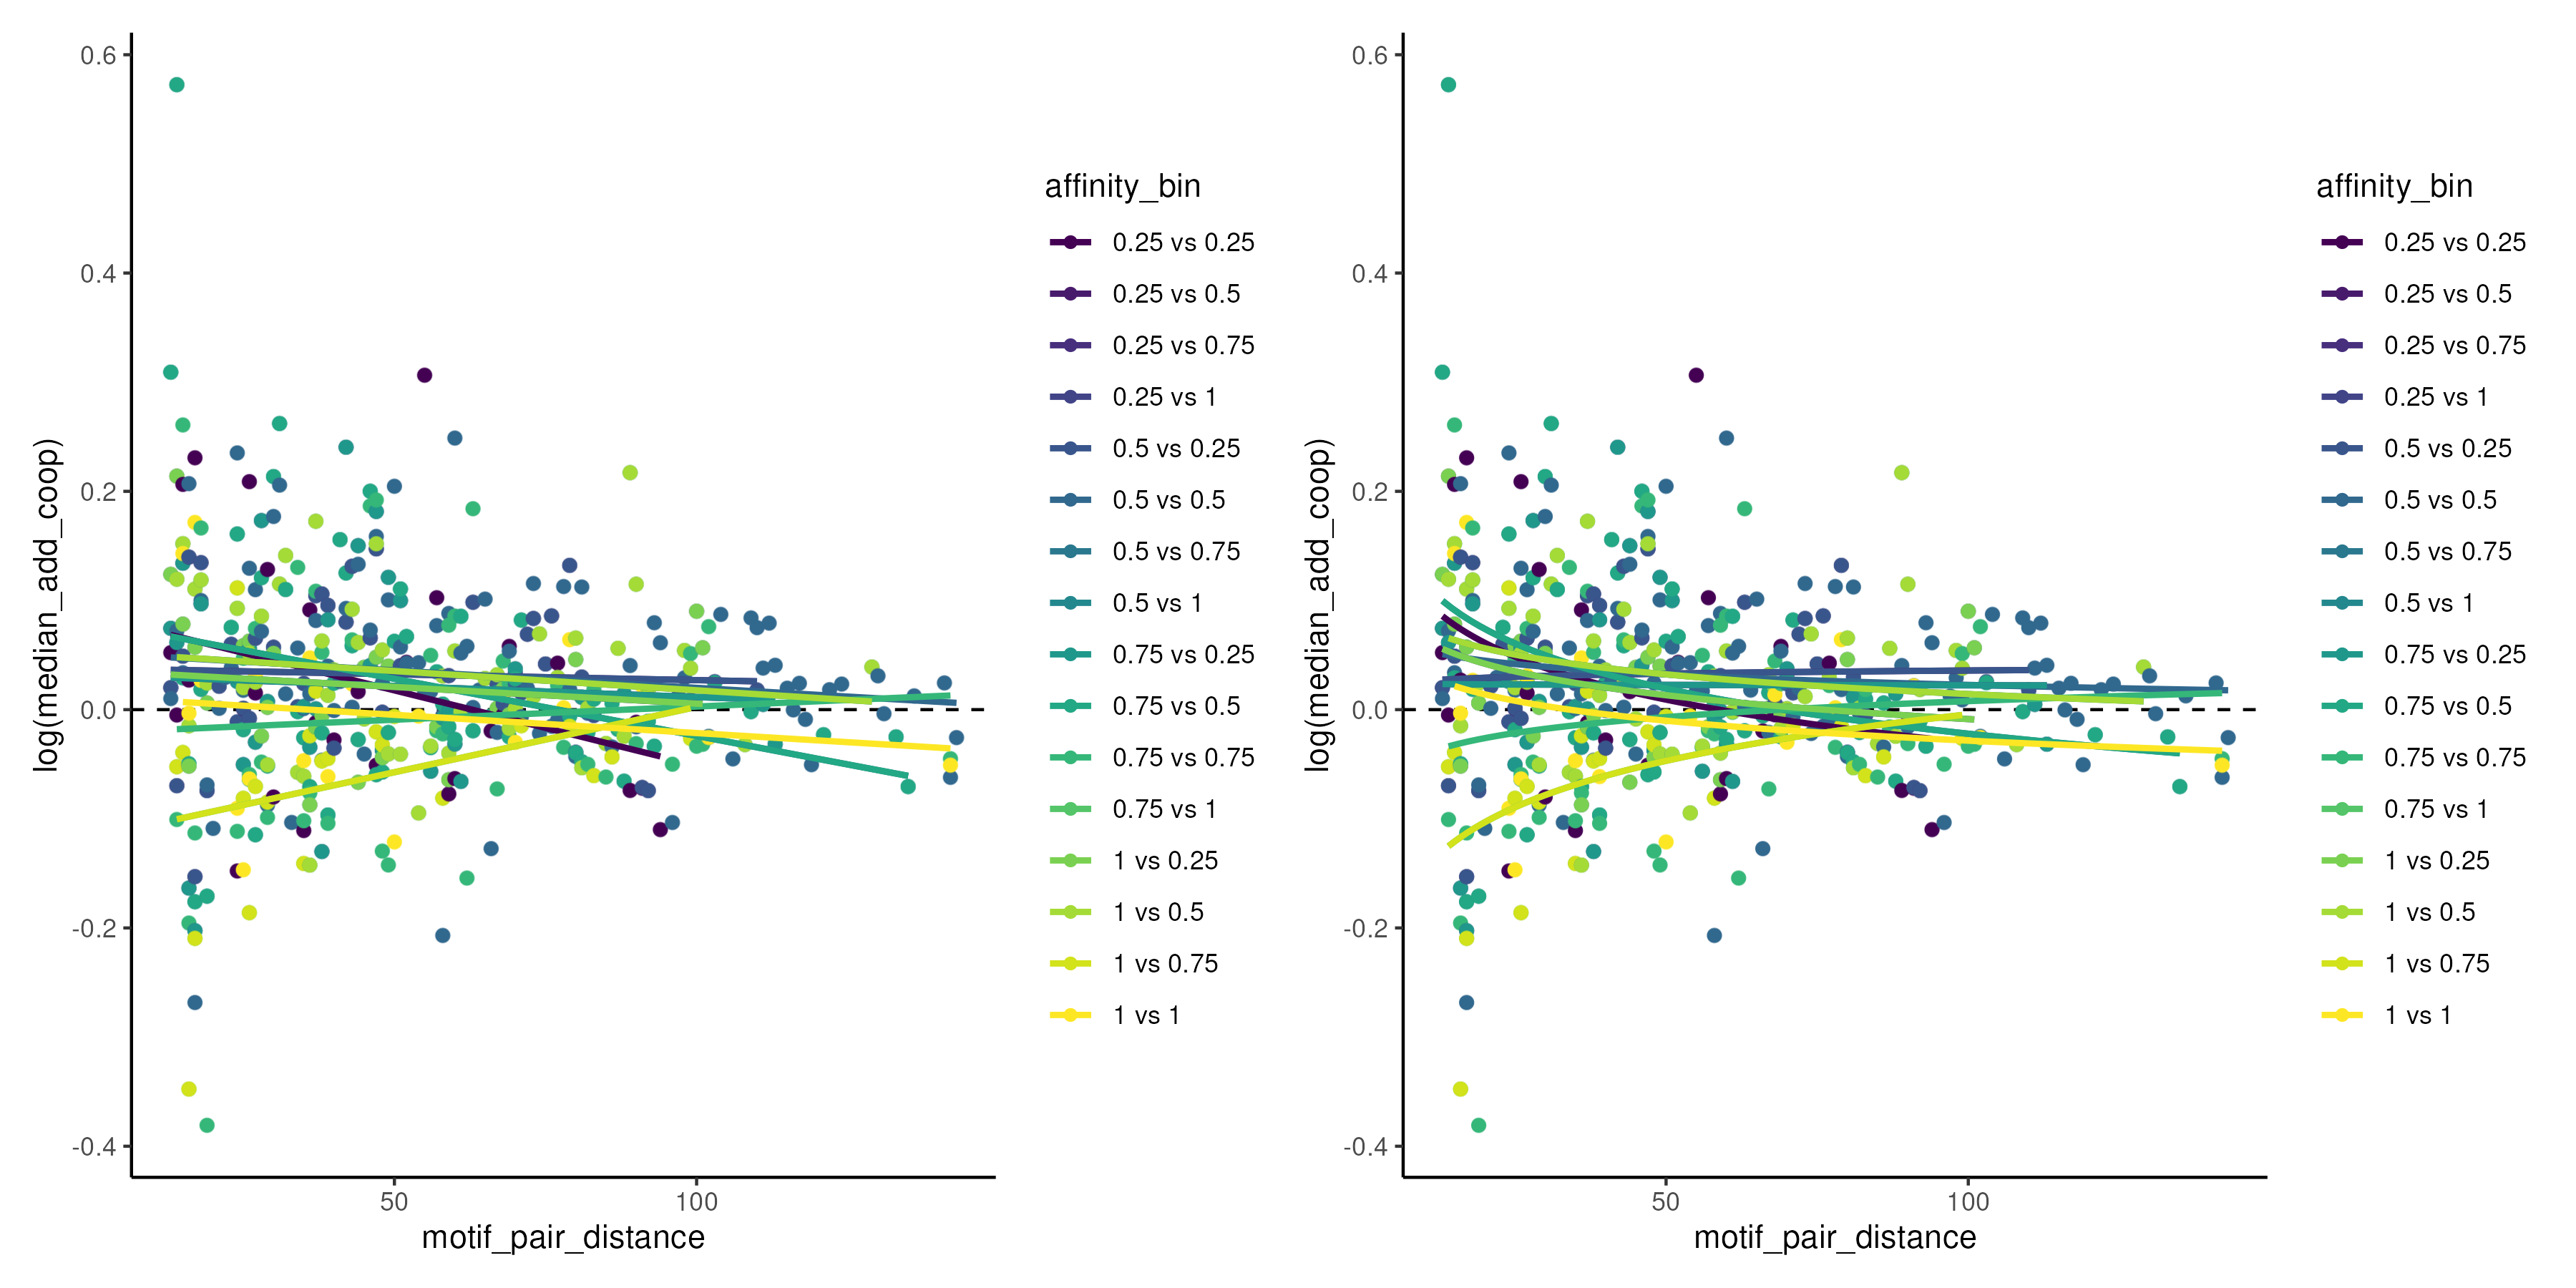 0.6
0.4
0.2
0.0
-0.2
-0.4
log(median_add_coop)
50
100
motif_pair_distance
affinity_bin
0.25 vs 0.25
0.25 vs 0.5
0.25 vs 0.75
0.25 vs 1
0.5 vs 0.25
0.5 vs 0.5
0.5 vs 0.75
0.5 vs 1
0.75 vs 0.25
0.75 vs 0.5
0.75 vs 0.75
0.75 vs 1
1 vs 0.25
1 vs 0.5
1 vs 0.75
1 vs 1
0.6
0.4
0.2
0.0
-0.2
-0.4
log(median_add_coop)
50
100
motif_pair_distance
affinity_bin
0.25 vs 0.25
0.25 vs 0.5
0.25 vs 0.75
0.25 vs 1
0.5 vs 0.25
0.5 vs 0.5
0.5 vs 0.75
0.5 vs 1
0.75 vs 0.25
0.75 vs 0.5
0.75 vs 0.75
0.75 vs 1
1 vs 0.25
1 vs 0.5
1 vs 0.75
1 vs 1